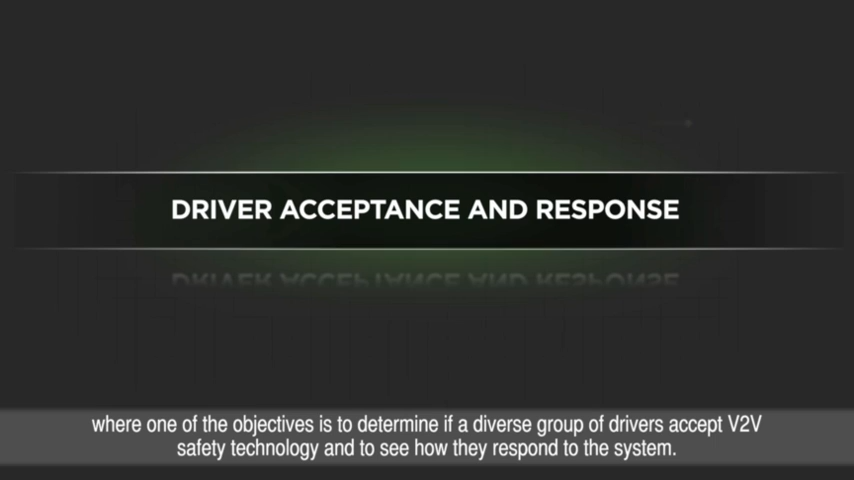 DRIVER ACCEPTANCE AND RESPONSE
where one of the objectives is to determine if a diverse group of drivers accept V2V
safety technology and to see how they respond to the system.